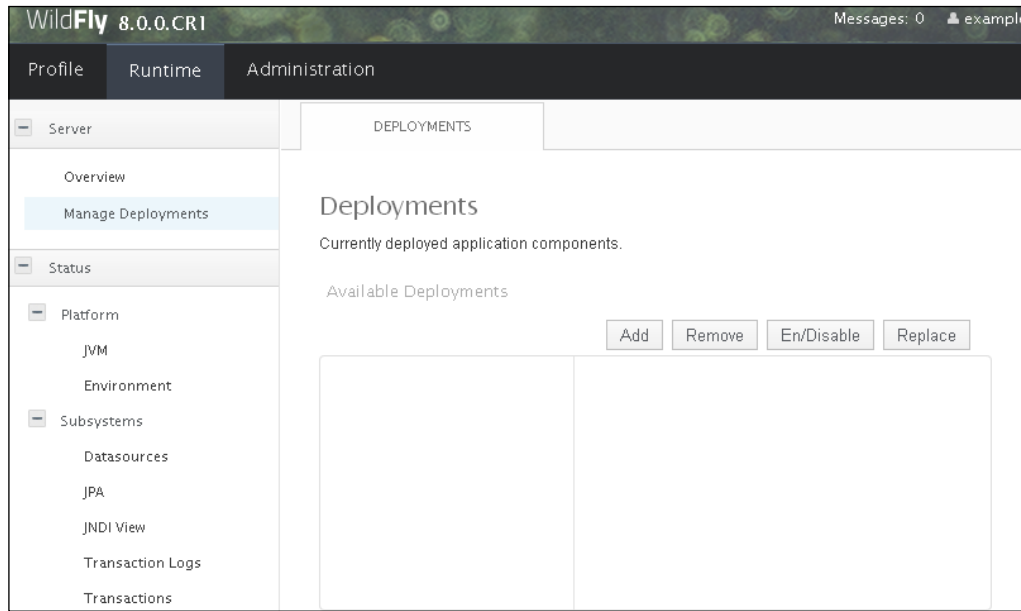 WildFly 8.0.0.CR1
Messages: 0 example
Profile Runtime Administration
Server
Overview
Manage Deployments
Status
Platform
JVM
Environment
Subsystems
Datasources
JPA
JNDI View
Transaction Logs
Transactions
DEPLOYMENTS
Deployments
Currently deployed application components.
Available Deployments
Add Remove En/Disable Replace